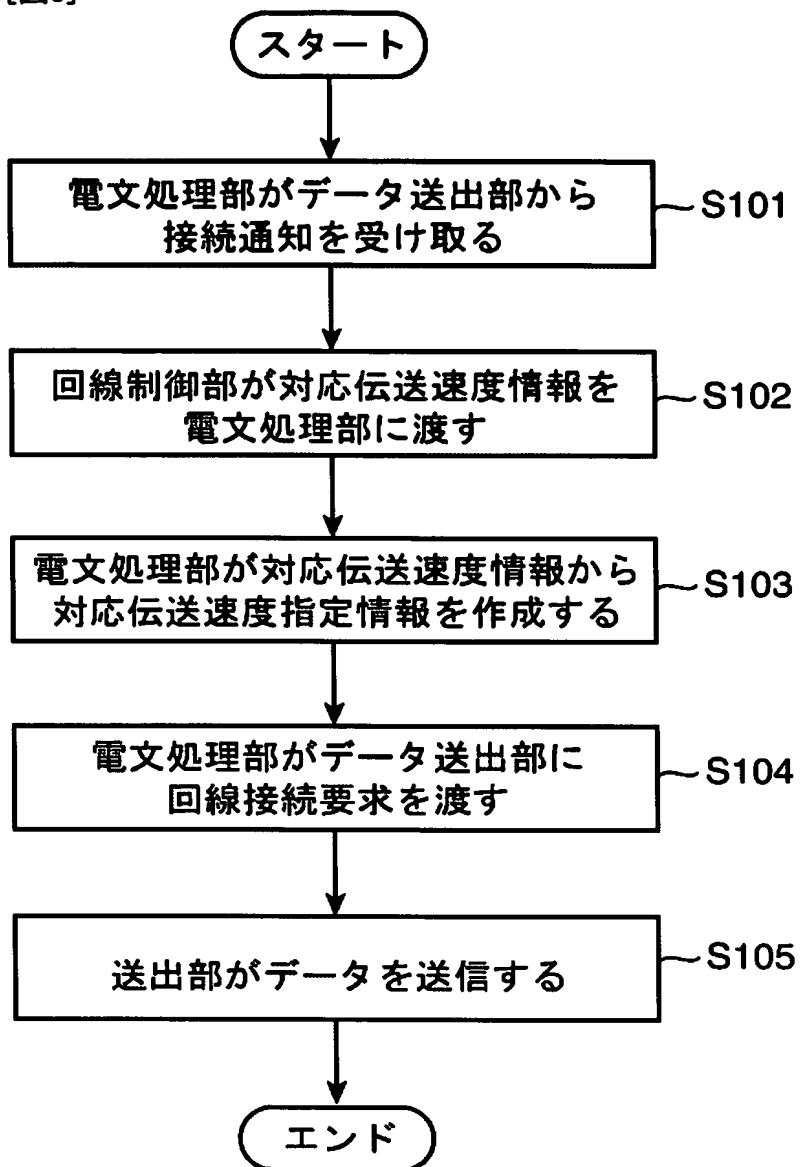 スタート
電文処理部がデータ送出部から
接続通知を受け取る
S101
回線制御部が対応伝送速度情報を
電文処理部に渡す
S102
電文処理部が対応伝送速度情報から
対応伝送速度指定情報を作成する
S103
電文処理部がデータ送出部に
回線接続要求を渡す
S104
送出部がデータを送信する
S105
エンド